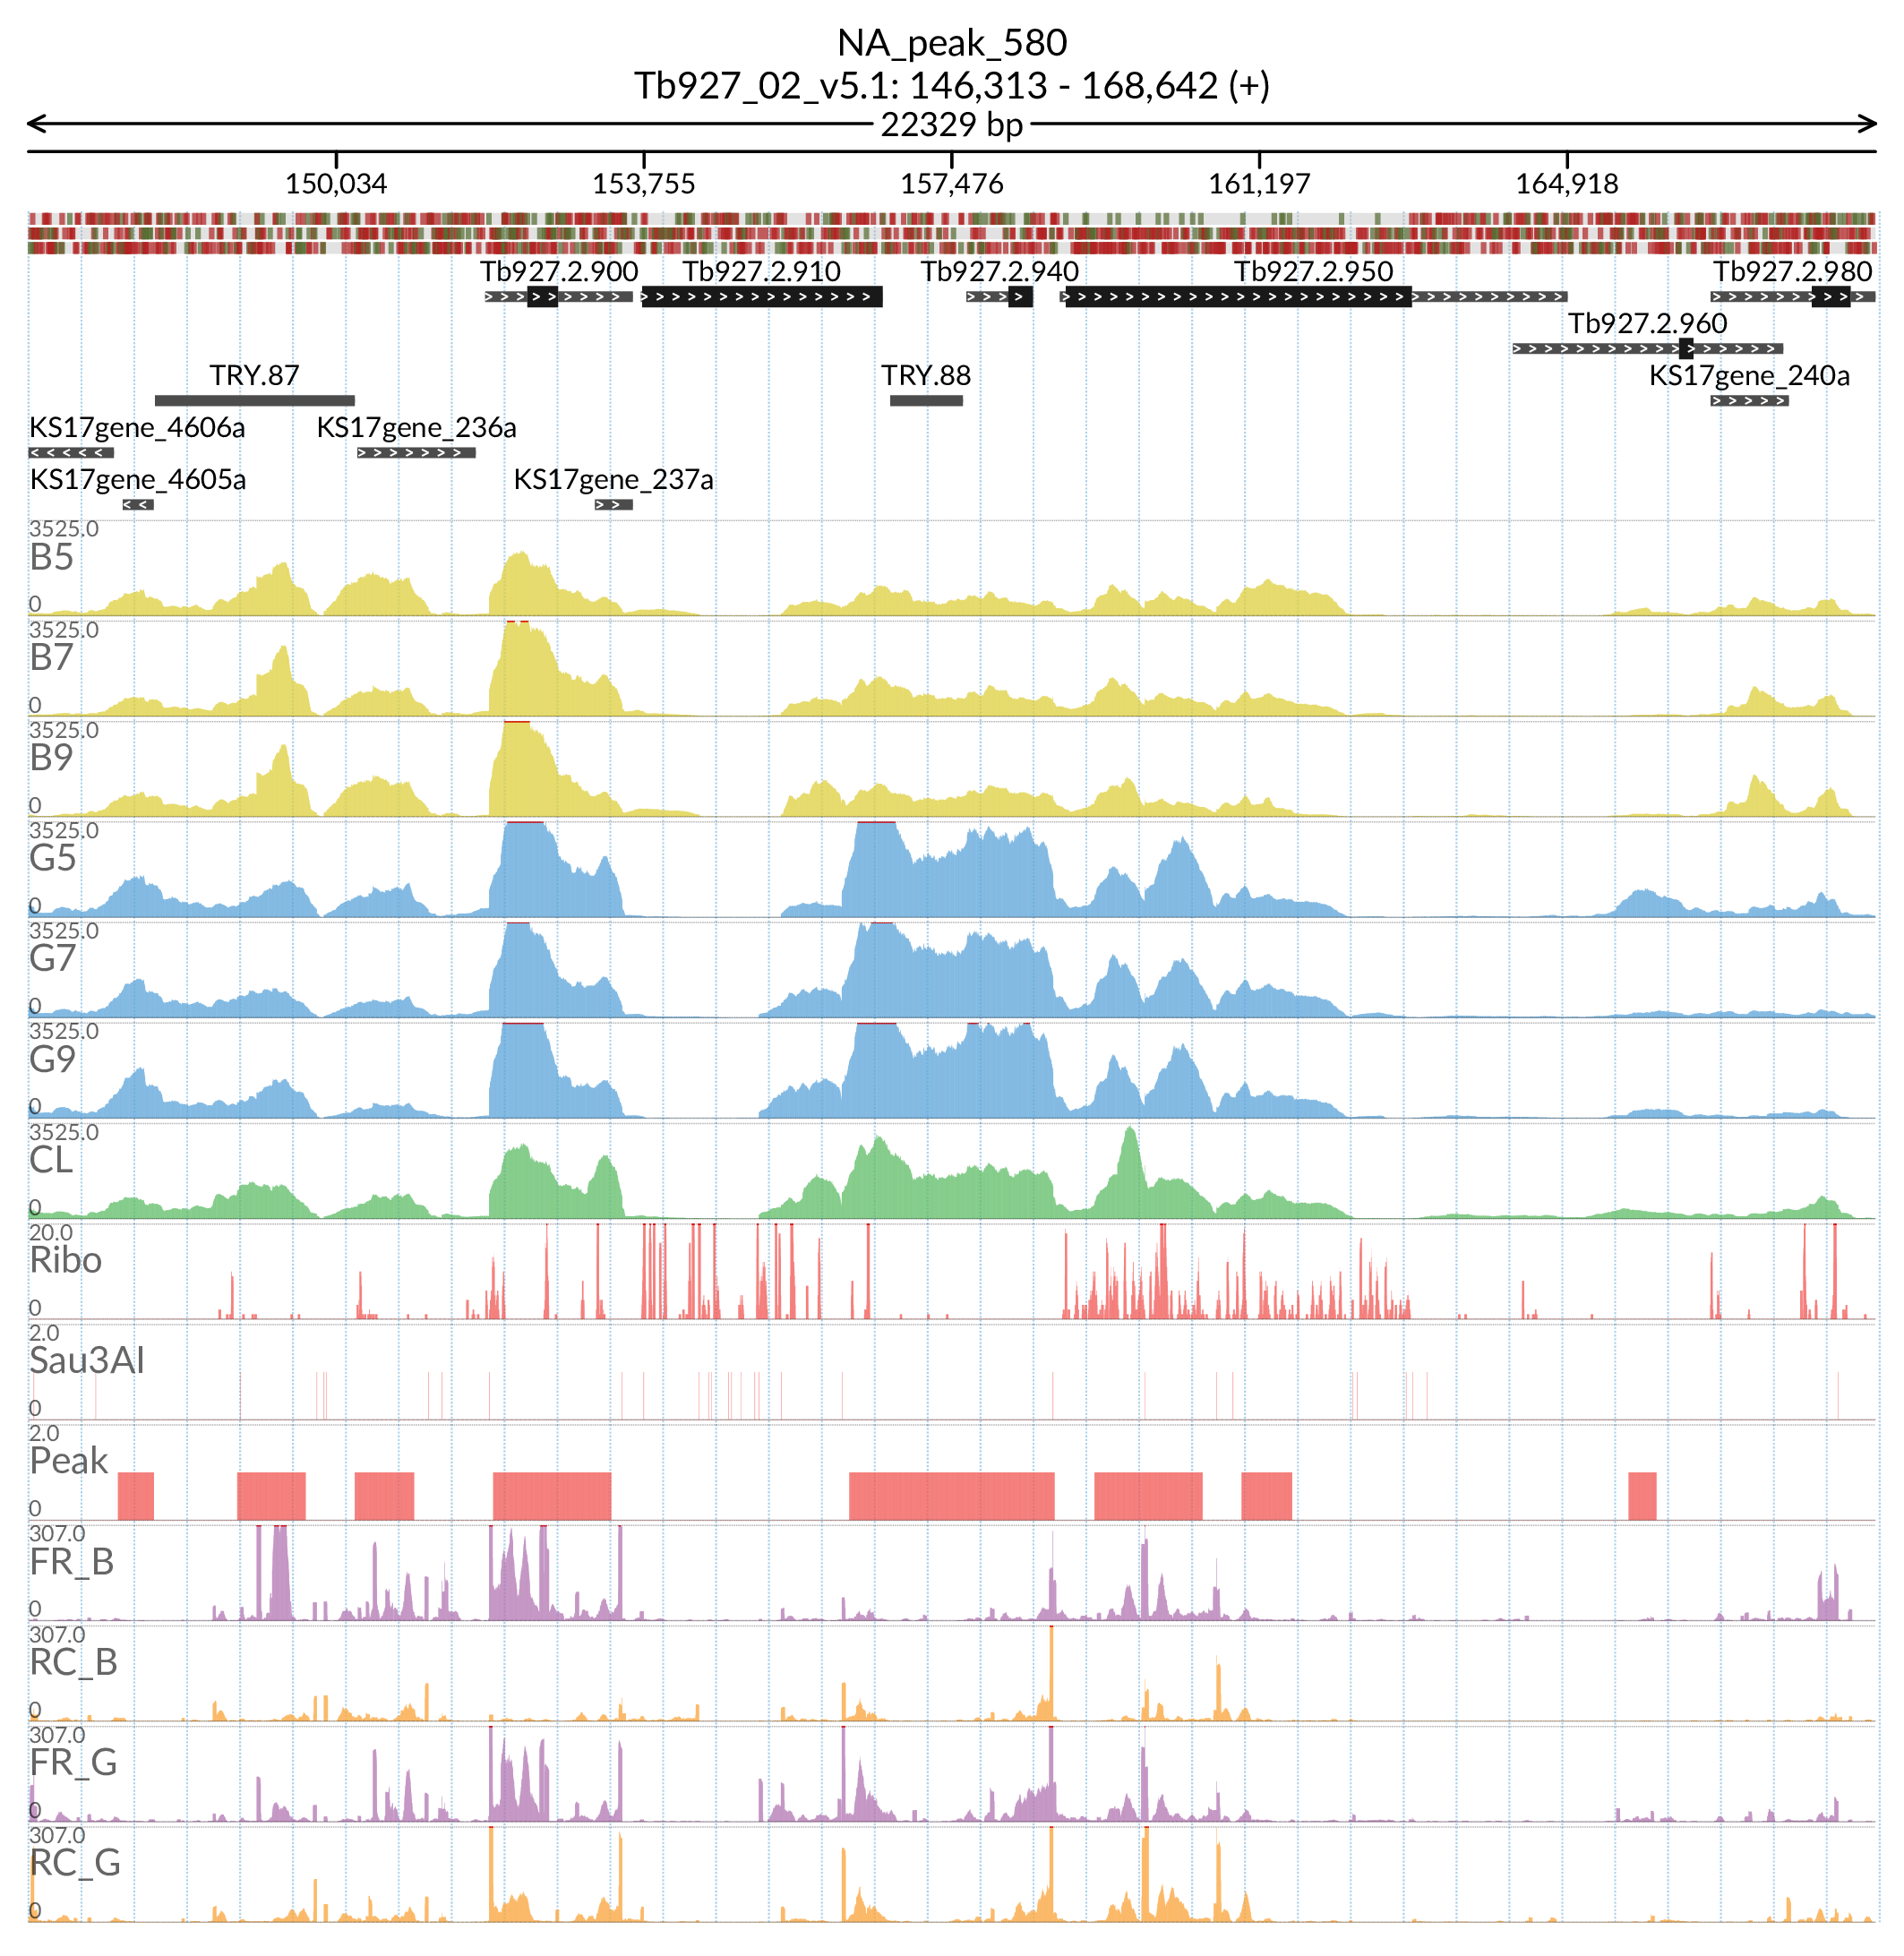 NA_peak_580
Tb927_02_v5.1: 146,313 - 168,642 (+)
22329 bp
150,034 153,755 157,476 161,197 164,918
Tb927.2.900 Tb927.2.910 Tb927.2.940 Tb927.2.950 Tb927.2.980
Tb927.2.960
TRY.87 TRY.88 KS17gene_240a
KS17gene_4606a KS17gene_236a
KS17gene_4605a KS17gene_237a
3525.0
B5
0
3525.0
B7
0
3525.0
B9
0
3525.0
G5
0
3525.0
G7
0
3525.0
G9
0
3525.0
CL
0
20.0
Ribo
0
2.0
Sau3AI
0
2.0
Peak
0
307.0
FR_B
0
307.0
RC_B
0
307.0
FR_G
0
307.0
RC_G
0